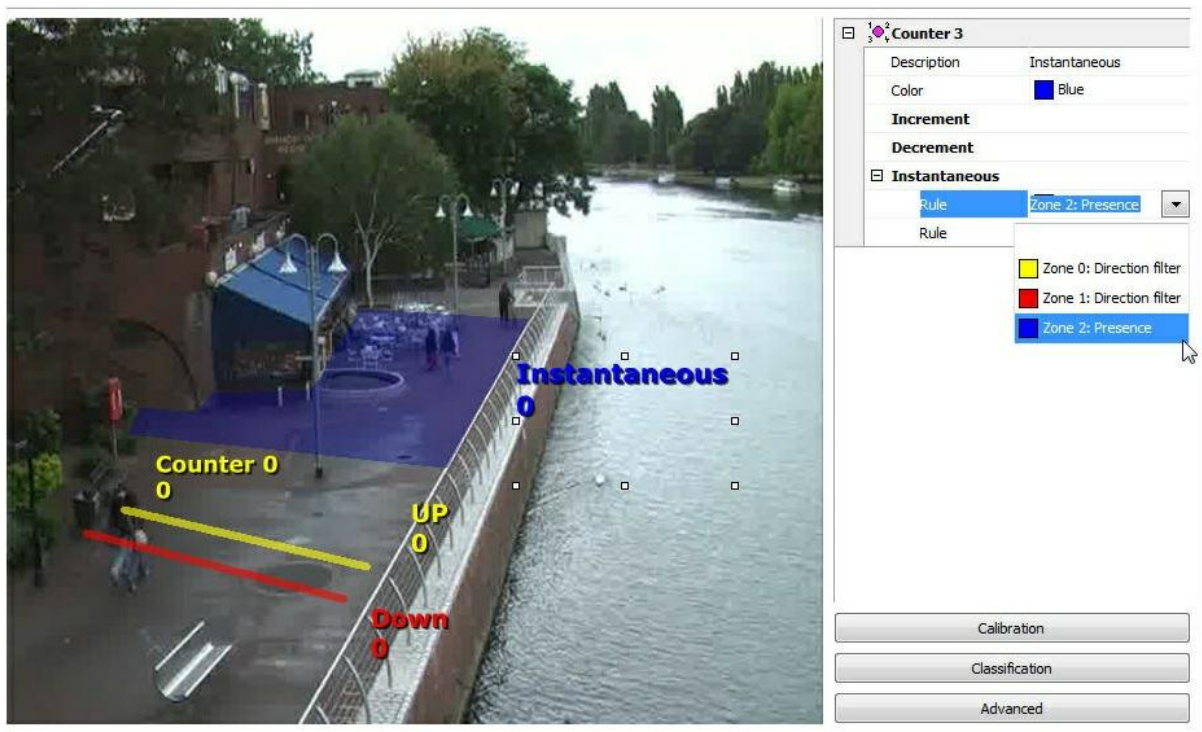 Counter 3
Description Instantaneous
Color Blue
Increment
Decrement
Instantaneous
Rule Zone 2: Presence
Rule
Zone 0: Direction filter
Zone 1: Direction filter
Zone 2: Presence
Instantaneous
0
Counter 0
0
UP
0
Down
0
Calibration
Classification
Advanced